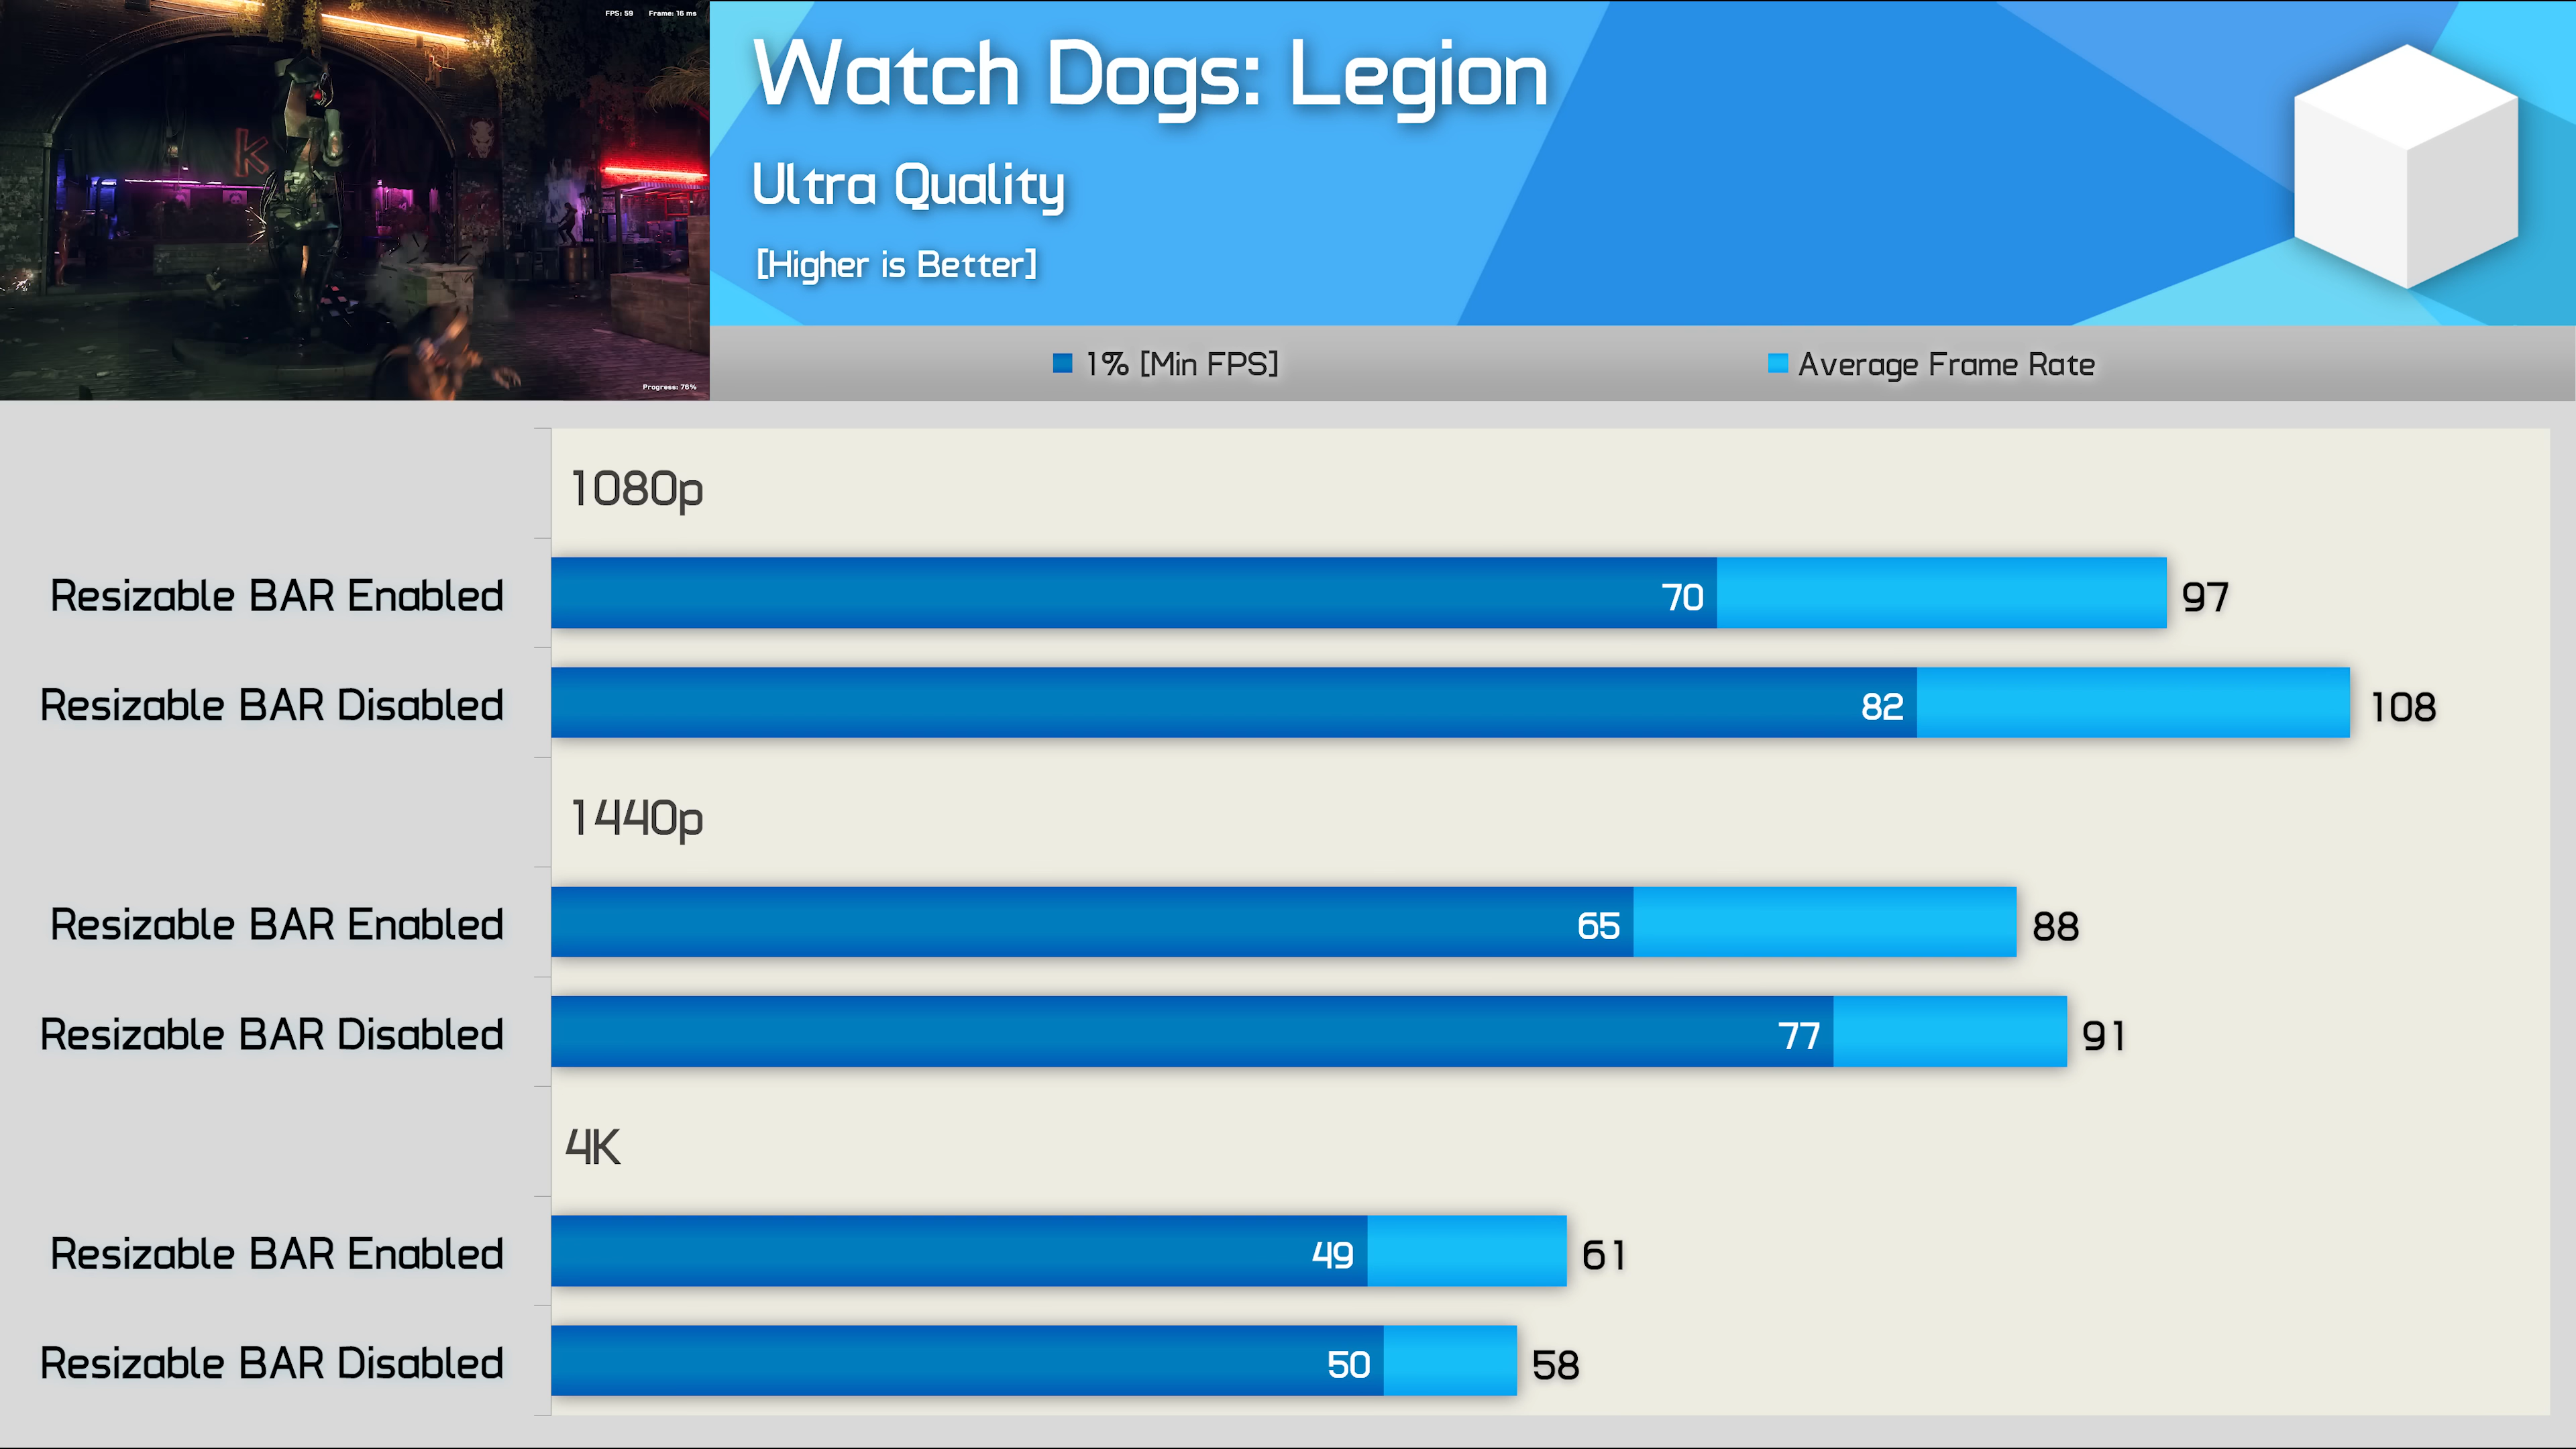 FPS: 59 Frame: 16 ms
Watch Dogs: Legion
Ultra Quality
[Higher is Better]
K
Progress: 76%
1% [Min FPS] Average Frame Rate
1080p
Resizable BAR Enabled 70 97
Resizable BAR Disabled 82 108
1440p
Resizable BAR Enabled 65 88
Resizable BAR Disabled 77 91
4K
Resizable BAR Enabled 49 61
Resizable BAR Disabled 50 58